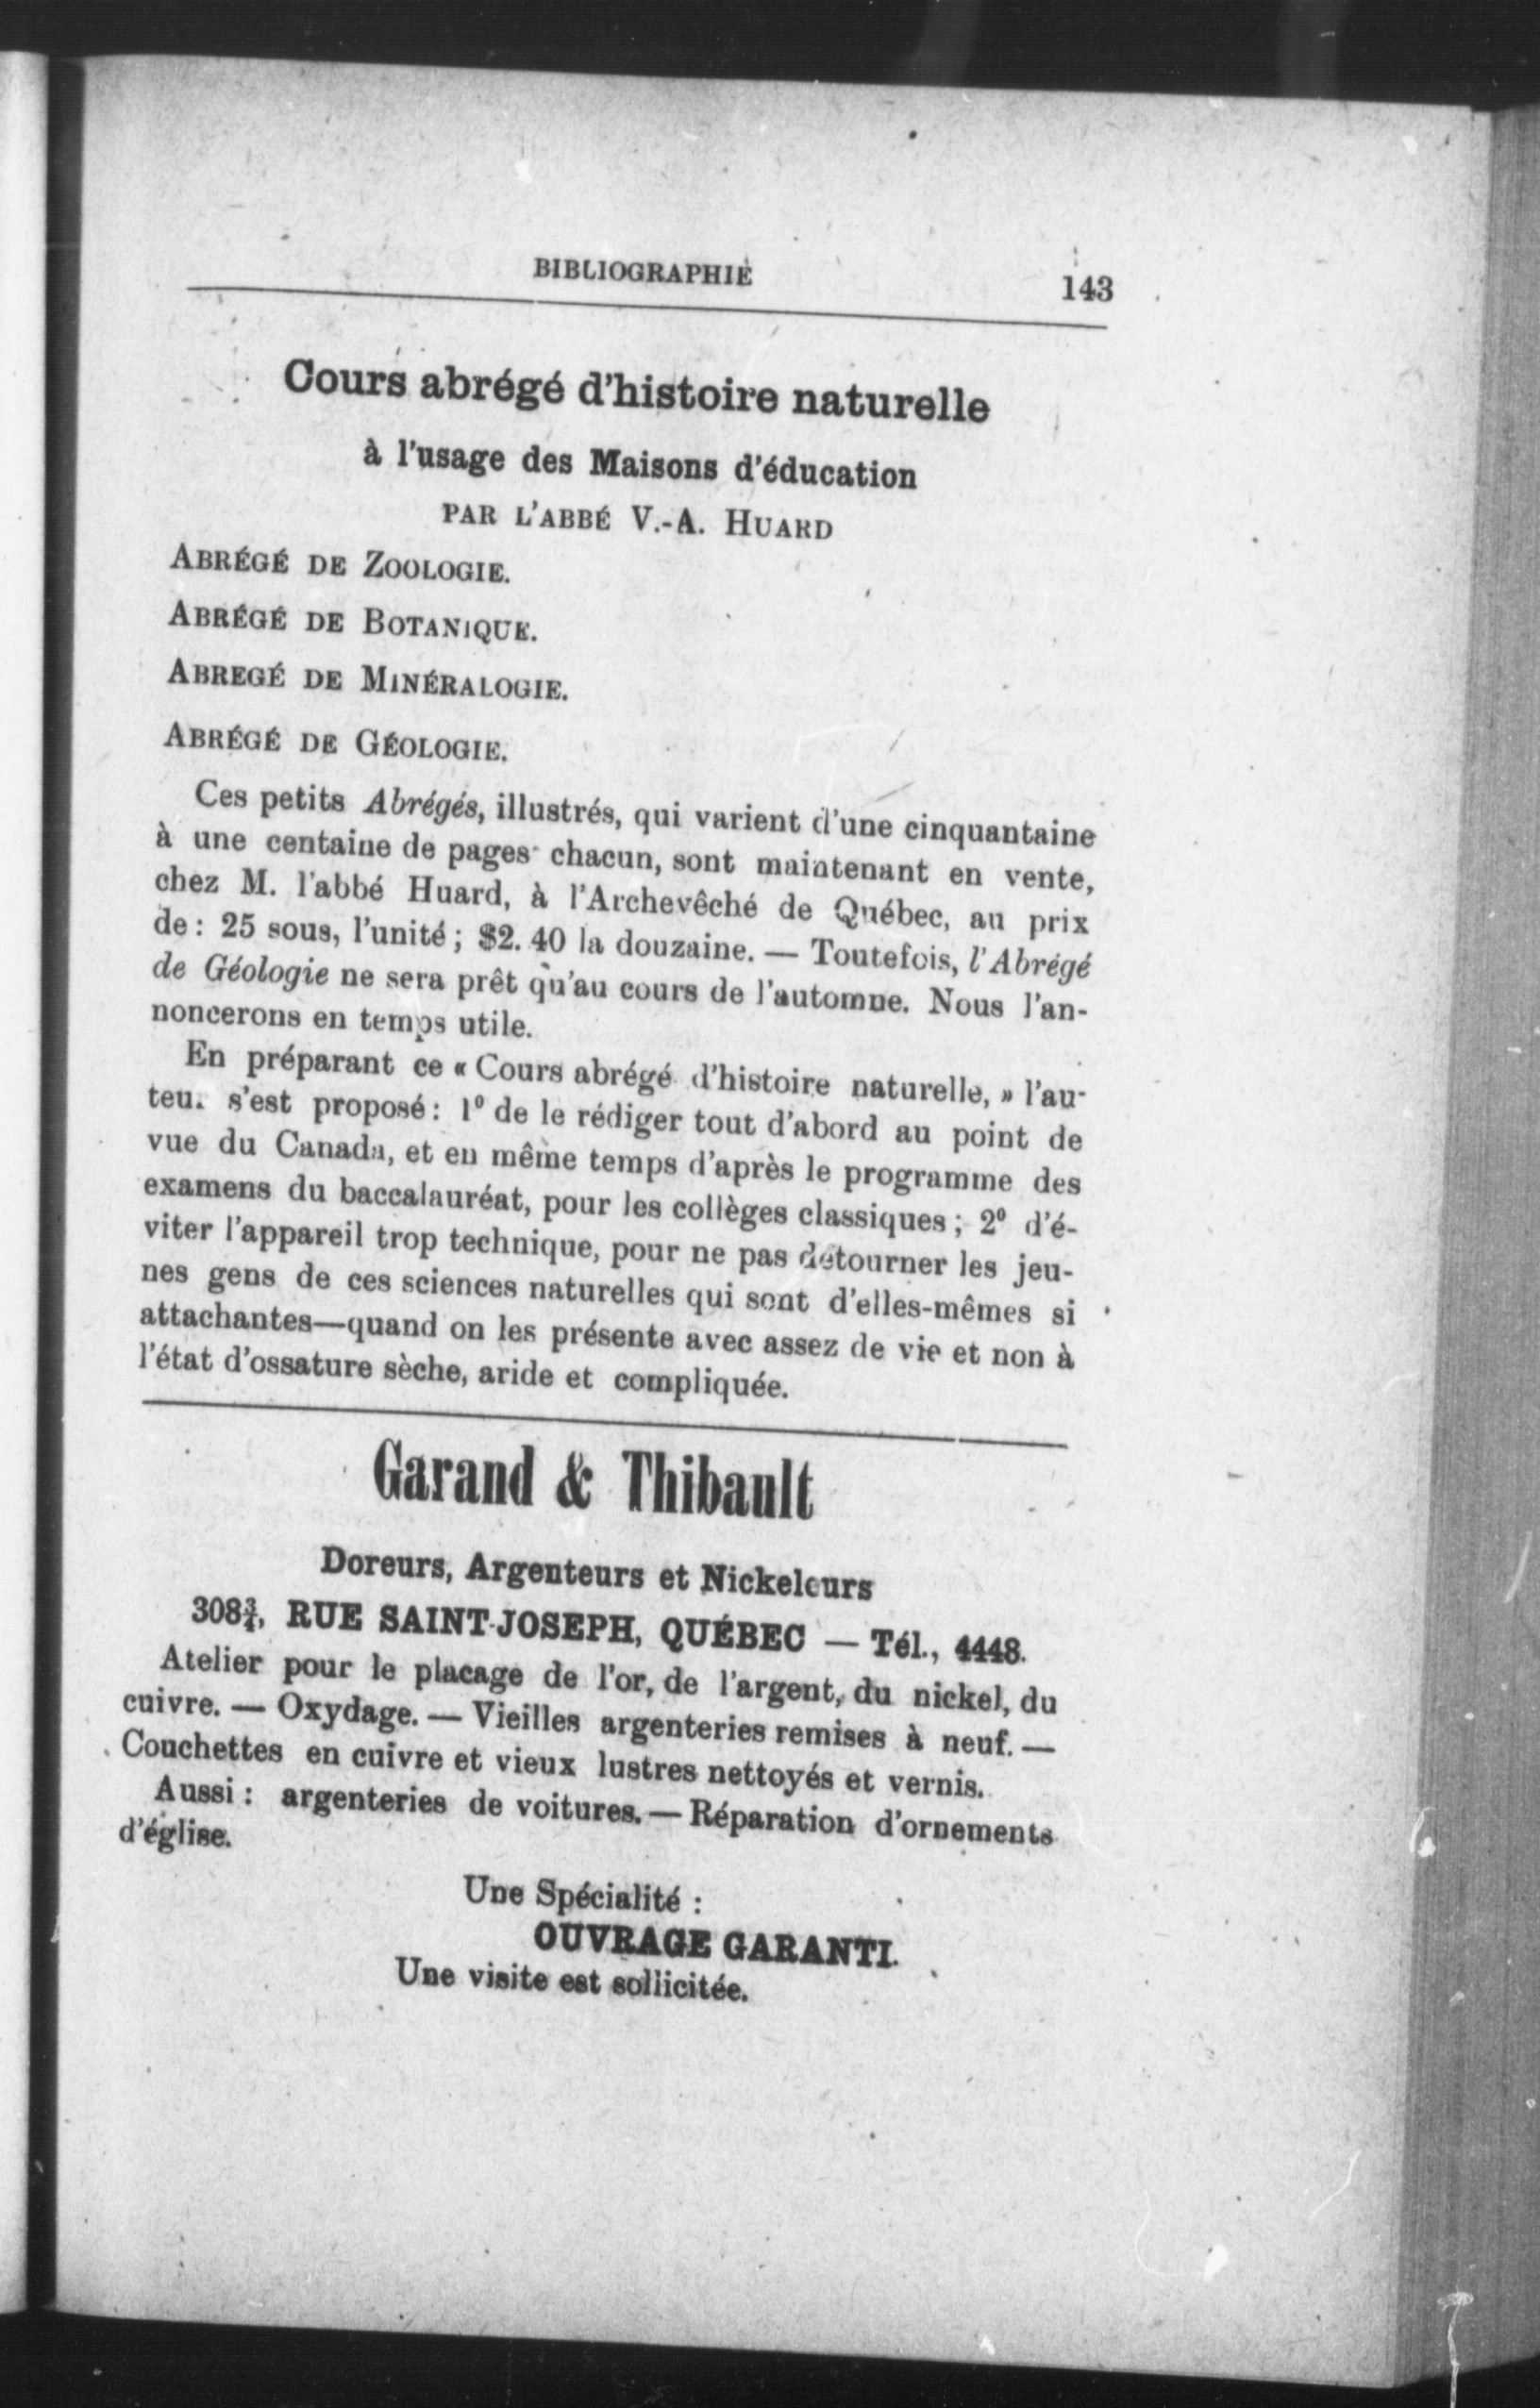 BIBLIOGRAPHIE 143
Cours abrégé d'histoire naturelle
à l'usage des Maisons d'éducation
PAR L'ABBÉ V.-A. HUARD
ABRÉGÉ DE ZOOLOGIE.
ABRÉGÉ DE BOTANIQUE.
ABREGÉ DE MINÉRALOGIE.
ABRÉGÉ DE GÉOLOGIE.
Ces petits Abrégés, illustrés, qui varient d'une cinquantaine
à une centaine de pages chacun, sont maintenant en vente,
chez M. l'abbé Huard, à l'Archevêché de Québec, au prix
de : 25 sous, l'unité ; $2.40 la douzaine. — Toutefois, l'Abrégé
de Géologie ne sera prêt qu'au cours de l'automne. Nous l'an-
noncerons en temps utile.
En préparant ce « Cours abrégé d'histoire naturelle, » l'au-
teu. s'est proposé : 1° de le rédiger tout d'abord au point de
vue du Canada, et en même temps d'après le programme des
examens du baccalauréat, pour les collèges classiques ; 2° d'é-
viter l'appareil trop technique, pour ne pas détourner les jeu-
nes gens de ces sciences naturelles qui sont d'elles-mêmes si
attachantes—quand on les présente avec assez de vie et non à
l'état d'ossature sèche, aride et compliquée.
Garand & Thibault
Doreurs, Argenteurs et Nickeleurs
308¾, RUE SAINT-JOSEPH, QUÉBEC — Tél., 4448.
Atelier pour le placage de l'or, de l'argent, du nickel, du
cuivre. — Oxydage. — Vieilles argenteries remises à neuf. —
Couchettes en cuivre et vieux lustres nettoyés et vernis.
Aussi : argenteries de voitures. — Réparation d'ornements
d'église.
Une Spécialité :
OUVRAGE GARANTI.
Une visite est sollicitée.